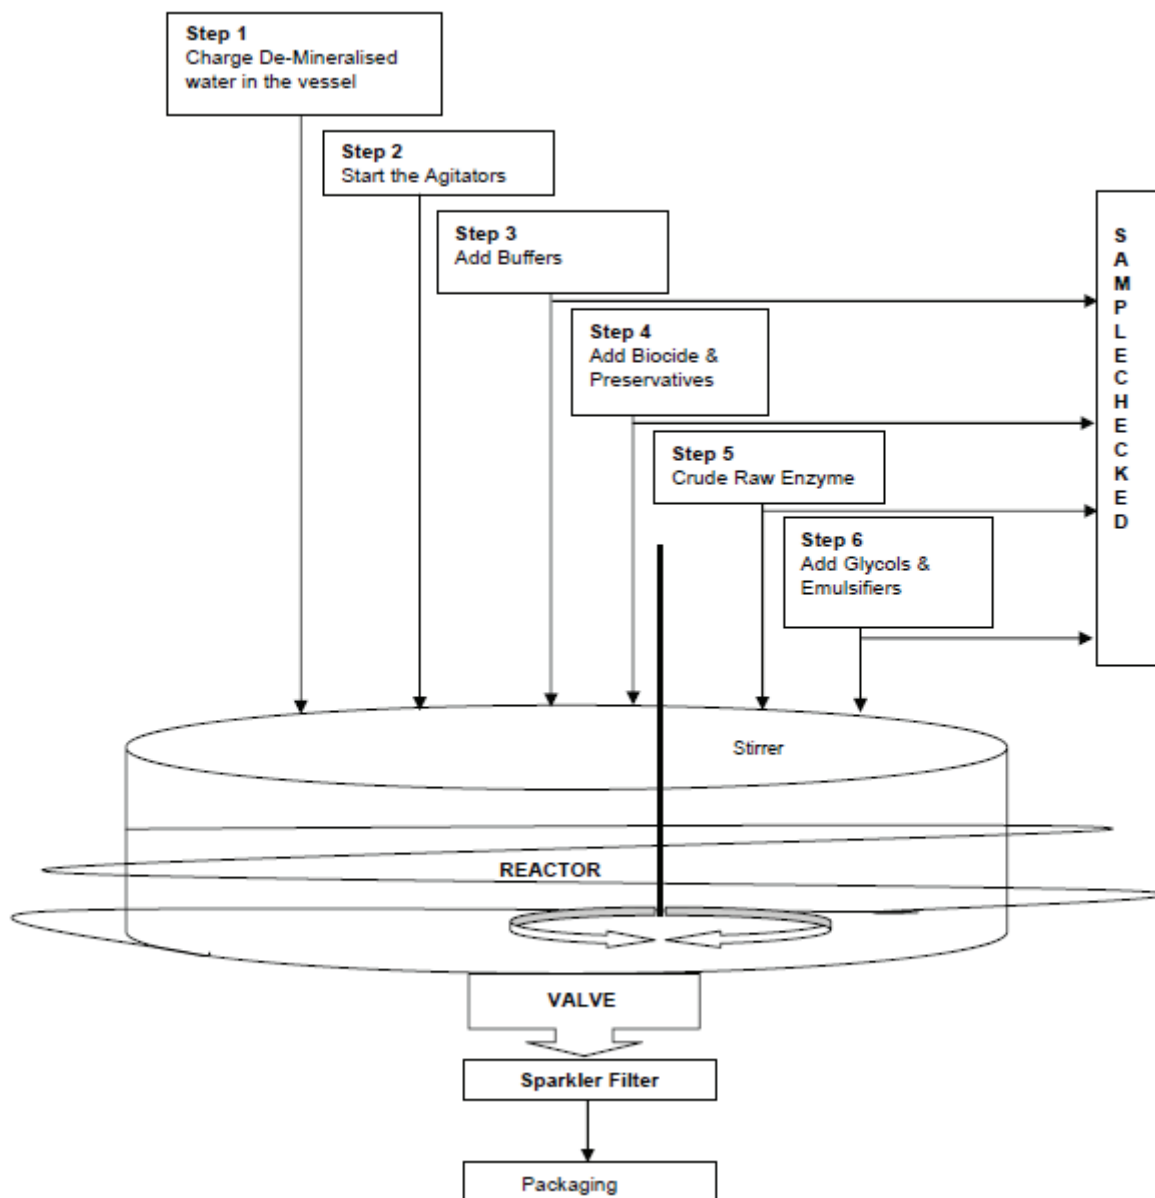 Step 1
Charge De-Mineralised
water in the vessel
Step 2
Start the Agitators
Step 3
Add Buffers
Step 4
Add Biocide &
Preservatives
Step 5
Crude Raw Enzyme
Step 6
Add Glycols &
Emulsifiers
S
A
M
P
L
E
C
H
E
C
K
E
D
Stirrer
REACTOR
VALVE
Sparkler Filter
Packaging